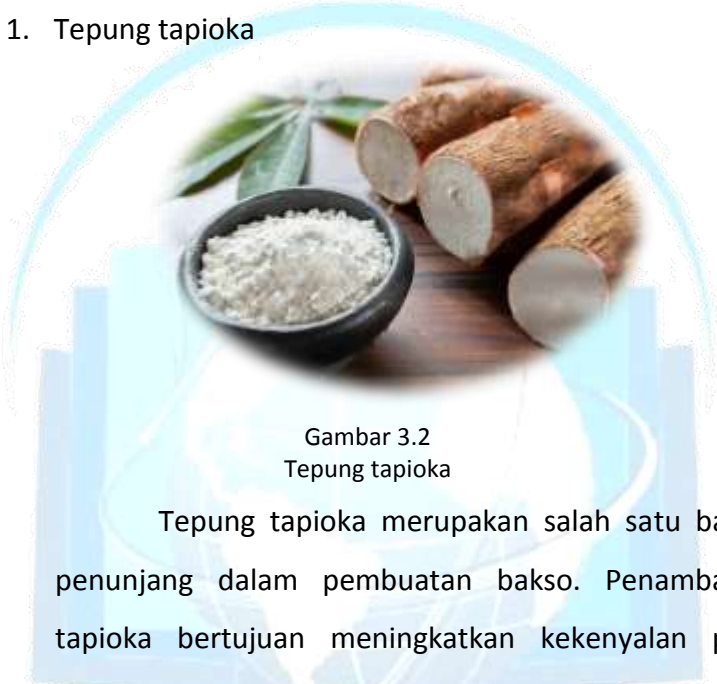 1. Tepung tapioka
Gambar 3.2
Tepung tapioka
Tepung tapioka merupakan salah satu ba
penunjang dalam pembuatan bakso. Penamba
tapioka bertujuan meningkatkan kekenyalan p